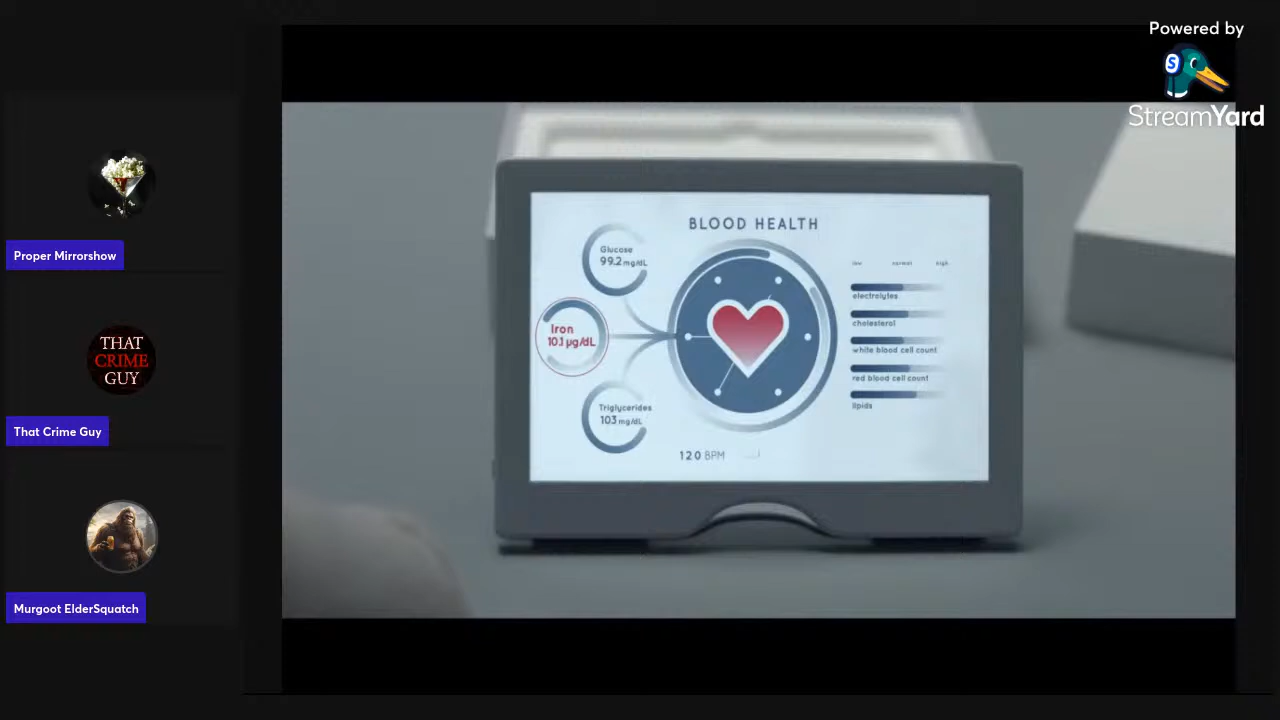 Powered by
StreamYard
Proper Mirrorshow
THAT
CRIME
GUY
That Crime Guy
Murgoot ElderSquatch
BLOOD HEALTH
Glucose
99.2 mg/dL
Iron
10.1 µg/dL
Triglycerides
103 mg/dL
120 BPM
low normal high
electrolytes
cholesterol
white blood cell count
red blood cell count
lipids